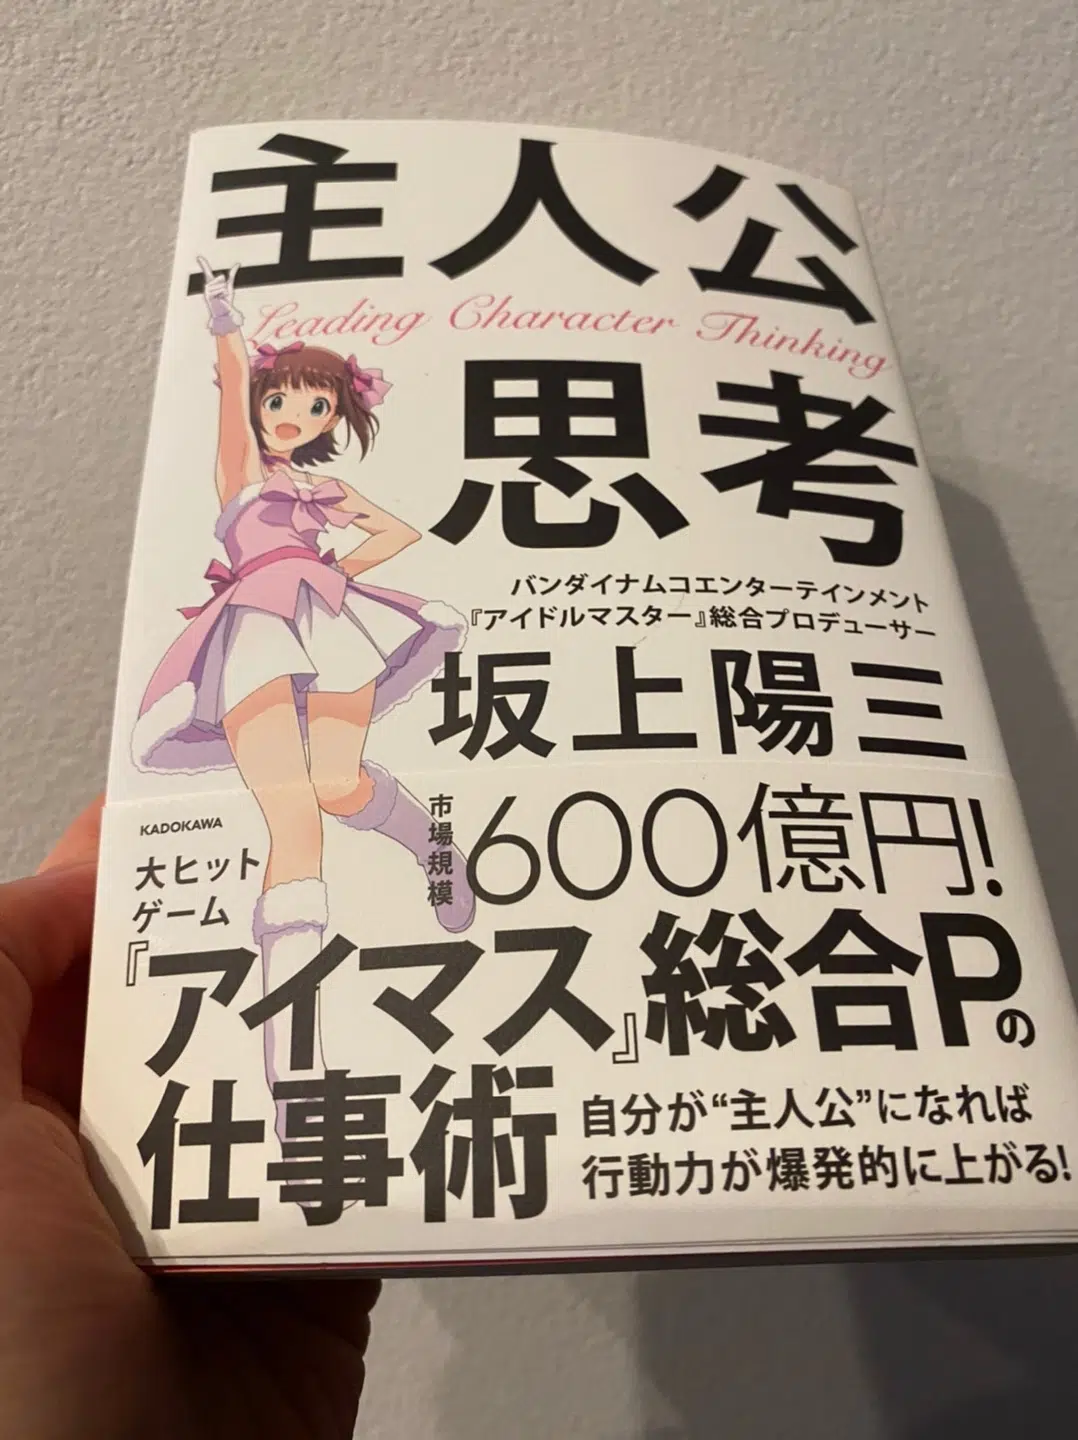 主人公
Leading Character Thinking
思考
バンダイナムコエンターテインメント
『アイドルマスター』総合プロデューサー
坂上陽三
KADOKAWA
大ヒット
ゲーム
市場規模
600億円!
『アイマス』総合Pの
仕事術
自分が“主人公”になれば
行動力が爆発的に上がる!